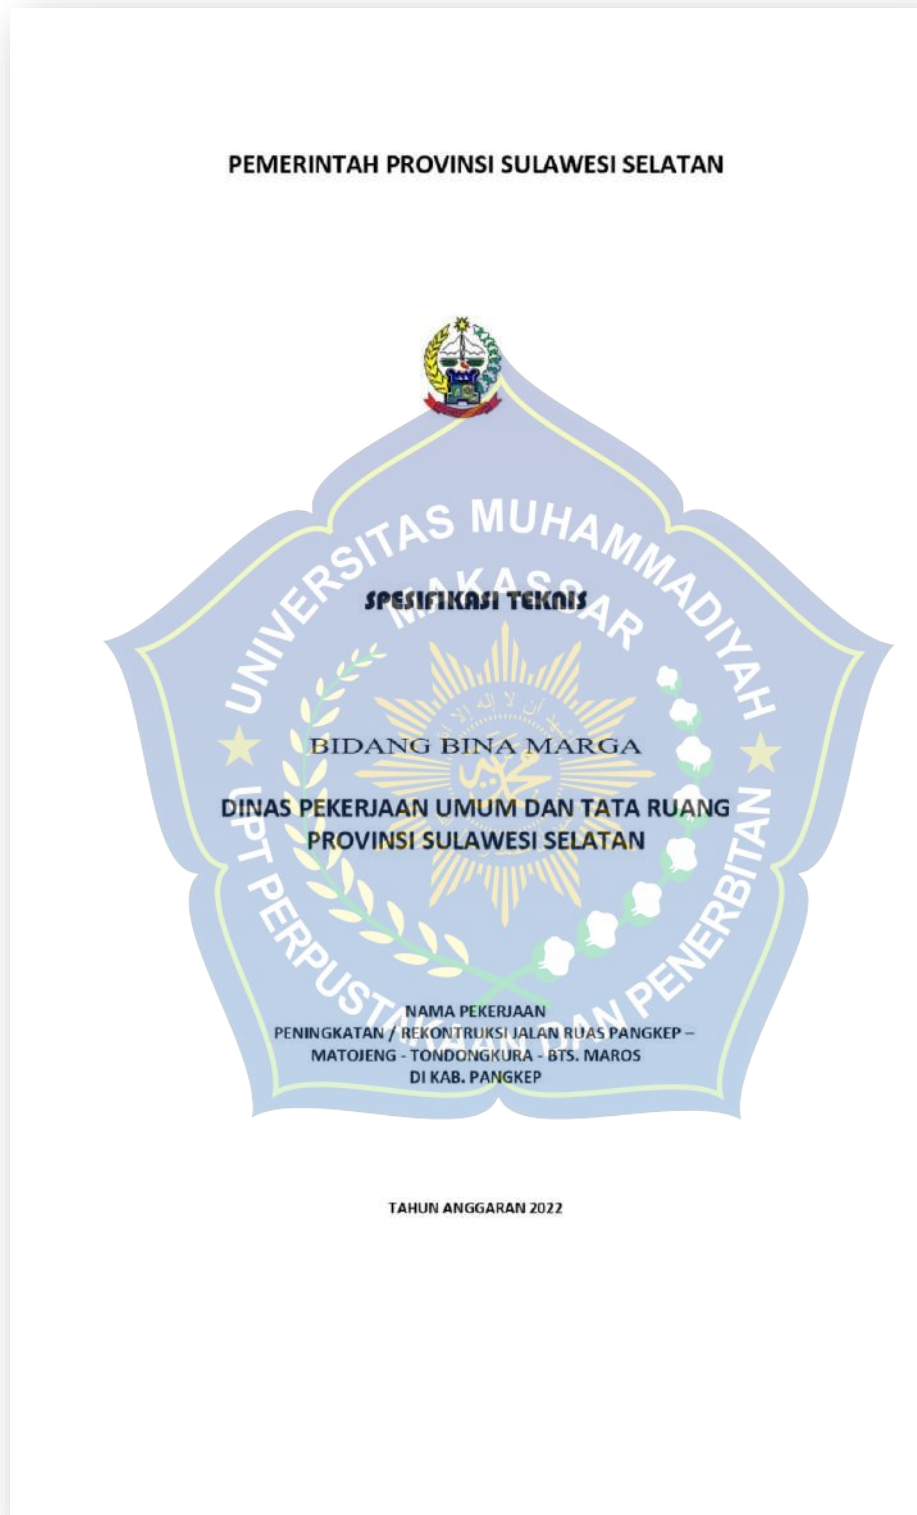 PEMERINTAH PROVINSI SULAWESI SELATAN
UNIVERSITAS MUHAMMADIYAH
MAKASSAR
SPESIFIKASI TEKNIS
BIDANG BINA MARGA
DINAS PEKERJAAN UMUM DAN TATA RUANG
PROVINSI SULAWESI SELATAN
UPT PERPUSTAKAAN DAN PENERBITAN
NAMA PEKERJAAN
PENINGKATAN / REKONTRUKSI JALAN RUAS PANGKEP –
MATOJENG - TONDONGKURA - BTS. MAROS
DI KAB. PANGKEP
TAHUN ANGGARAN 2022